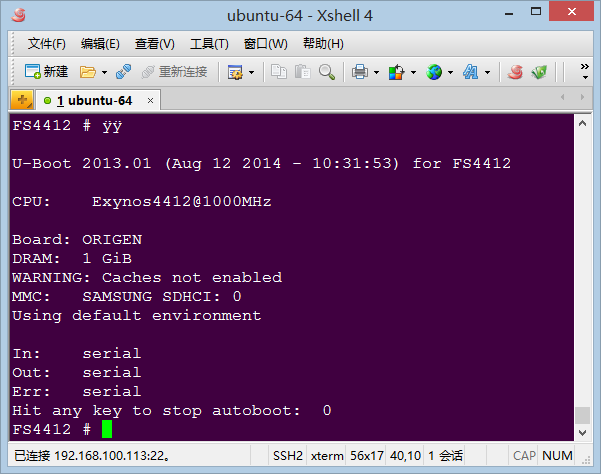 ubuntu-64 - Xshell 4
文件(F) 编辑(E) 查看(V) 工具(T) 窗口(W) 帮助(H)
新建 重新连接 »
1 ubuntu-64 ×
FS4412 # ÿÿ
U-Boot 2013.01 (Aug 12 2014 - 10:31:53) for FS4412
CPU:    Exynos4412@1000MHz
Board: ORIGEN
DRAM:  1 GiB
WARNING: Caches not enabled
MMC:   SAMSUNG SDHCI: 0
Using default environment
In:    serial
Out:   serial
Err:   serial
Hit any key to stop autoboot:  0
FS4412 #
已连接 192.168.100.113:22。 SSH2 xterm 56x17 40,10 1 会话 CAP NUM